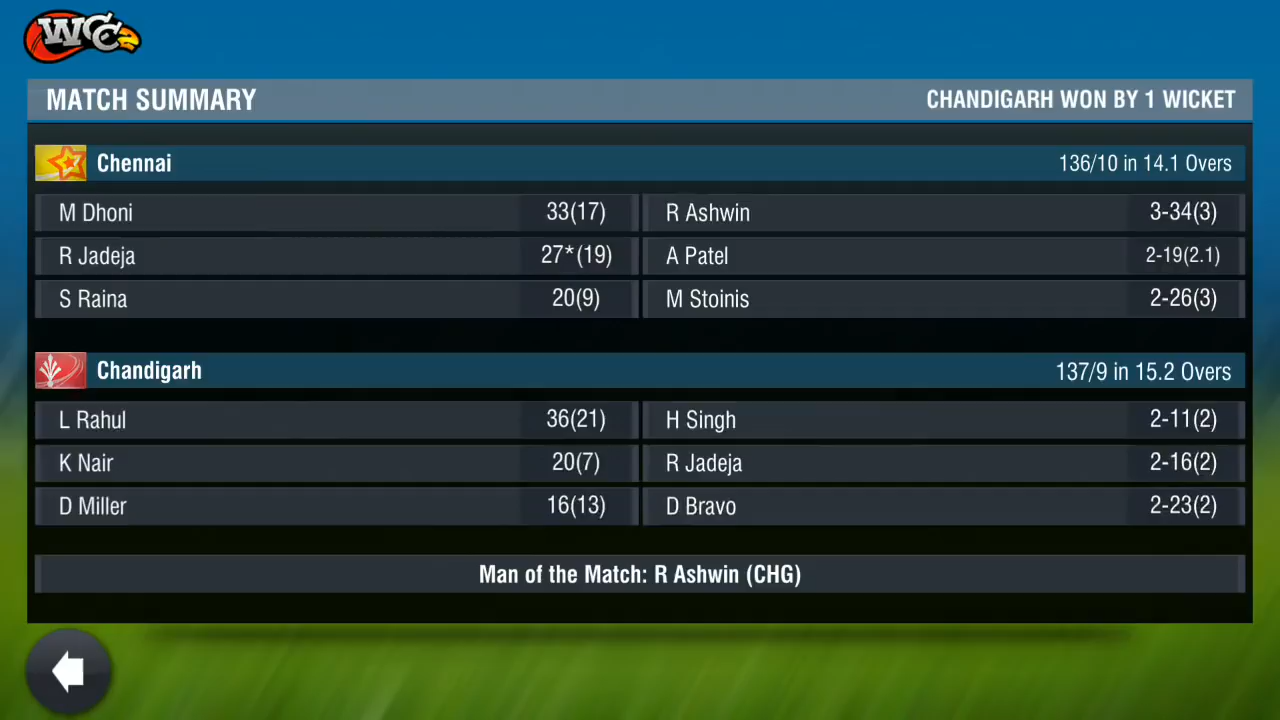 WCC
MATCH SUMMARY CHANDIGARH WON BY 1 WICKET
Chennai 136/10 in 14.1 Overs
M Dhoni 33(17) R Ashwin 3-34(3)
R Jadeja 27*(19) A Patel 2-19(2.1)
S Raina 20(9) M Stoinis 2-26(3)
Chandigarh 137/9 in 15.2 Overs
L Rahul 36(21) H Singh 2-11(2)
K Nair 20(7) R Jadeja 2-16(2)
D Miller 16(13) D Bravo 2-23(2)
Man of the Match: R Ashwin (CHG)